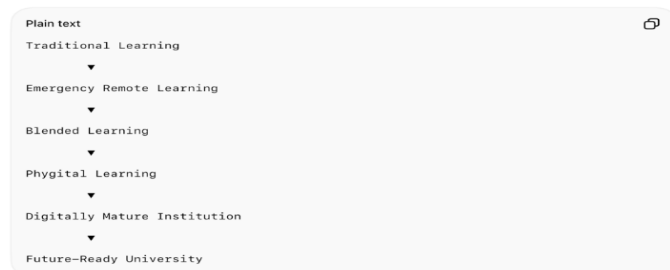 Plain text
Traditional Learning
▼
Emergency Remote Learning
▼
Blended Learning
▼
Phygital Learning
▼
Digitally Mature Institution
▼
Future—Ready University